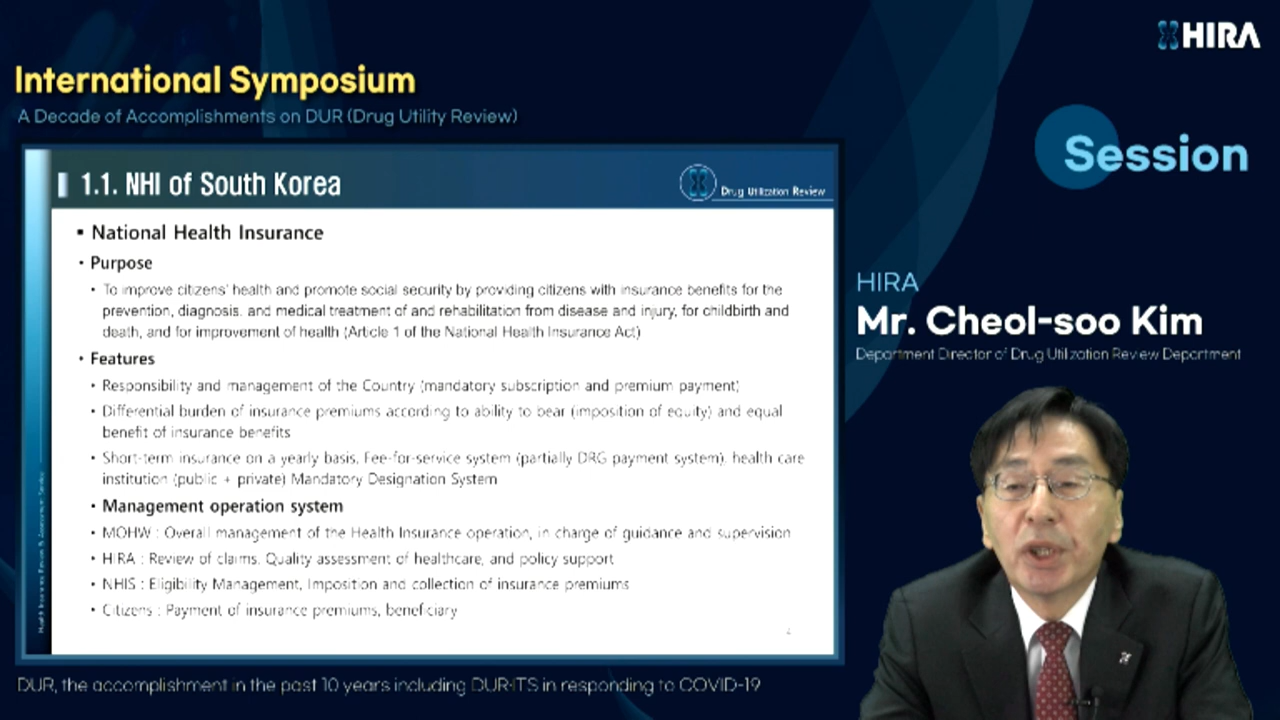 HIRA
International Symposium
A Decade of Accomplishments on DUR (Drug Utility Review)
Session
1.1. NHI of South Korea
Drug Utilization Review
▪ National Health Insurance
• Purpose
• To improve citizens' health and promote social security by providing citizens with insurance benefits for the
prevention, diagnosis, and medical treatment of and rehabilitation from disease and injury, for childbirth and
death, and for improvement of health (Article 1 of the National Health Insurance Act)
• Features
• Responsibility and management of the Country (mandatory subscription and premium payment)
• Differential burden of insurance premiums according to ability to bear (imposition of equity) and equal
benefit of insurance benefits
• Short-term insurance on a yearly basis, Fee-for-service system (partially DRG payment system), health care
institution (public + private) Mandatory Designation System
• Management operation system
• MOHW : Overall management of the Health Insurance operation, in charge of guidance and supervision
• HIRA : Review of claims, Quality assessment of healthcare, and policy support
• NHIS : Eligibility Management, Imposition and collection of insurance premiums
• Citizens : Payment of insurance premiums, beneficiary
Health Insurance Review & Assessment Service
HIRA
Mr. Cheol-soo Kim
Department Director of Drug Utilization Review Department
DUR, the accomplishment in the past 10 years including DUR·ITS in responding to COVID-19